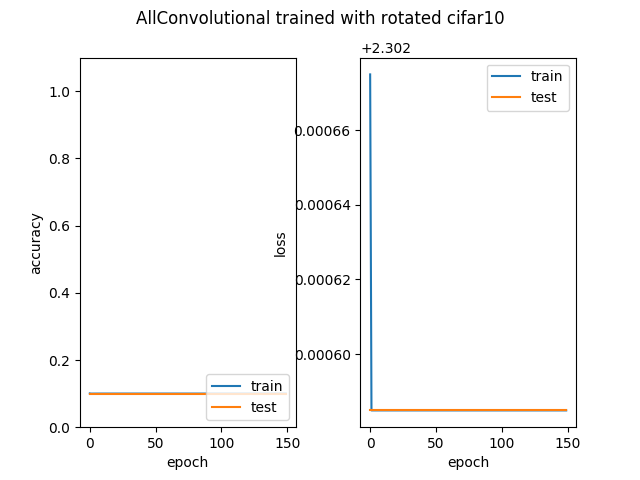 AllConvolutional trained with rotated cifar10
accuracy
1.0
0.8
0.6
0.4
0.2
0.0
0
50
100
150
epoch
train
test
+2.302
loss
0.00066
0.00064
0.00062
0.00060
0
50
100
150
epoch
train
test